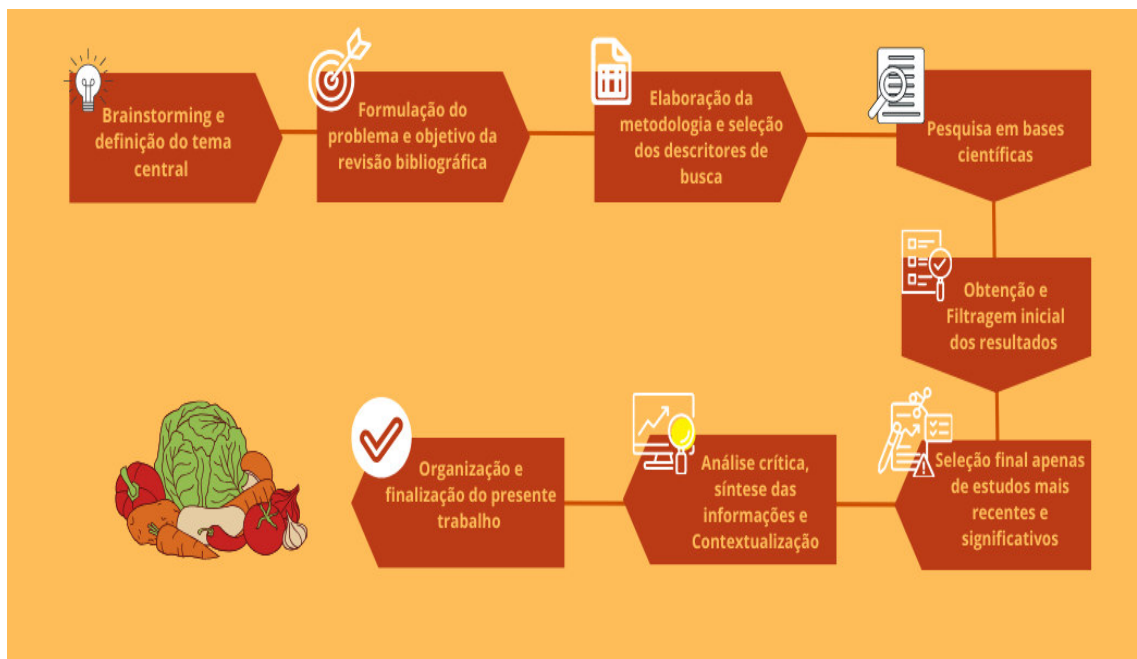 Brainstorming e
definição do tema
central
Formulação do
problema e objetivo da
revisão bibliográfica
Elaboração da
metodologia e seleção
dos descritores de
busca
Pesquisa em bases
científicas
Obtenção e
Filtragem inicial
dos resultados
Seleção final apenas
de estudos mais
recentes e
significativos
Análise crítica,
síntese das
informações e
Contextualização
Organização e
finalização do presente
trabalho